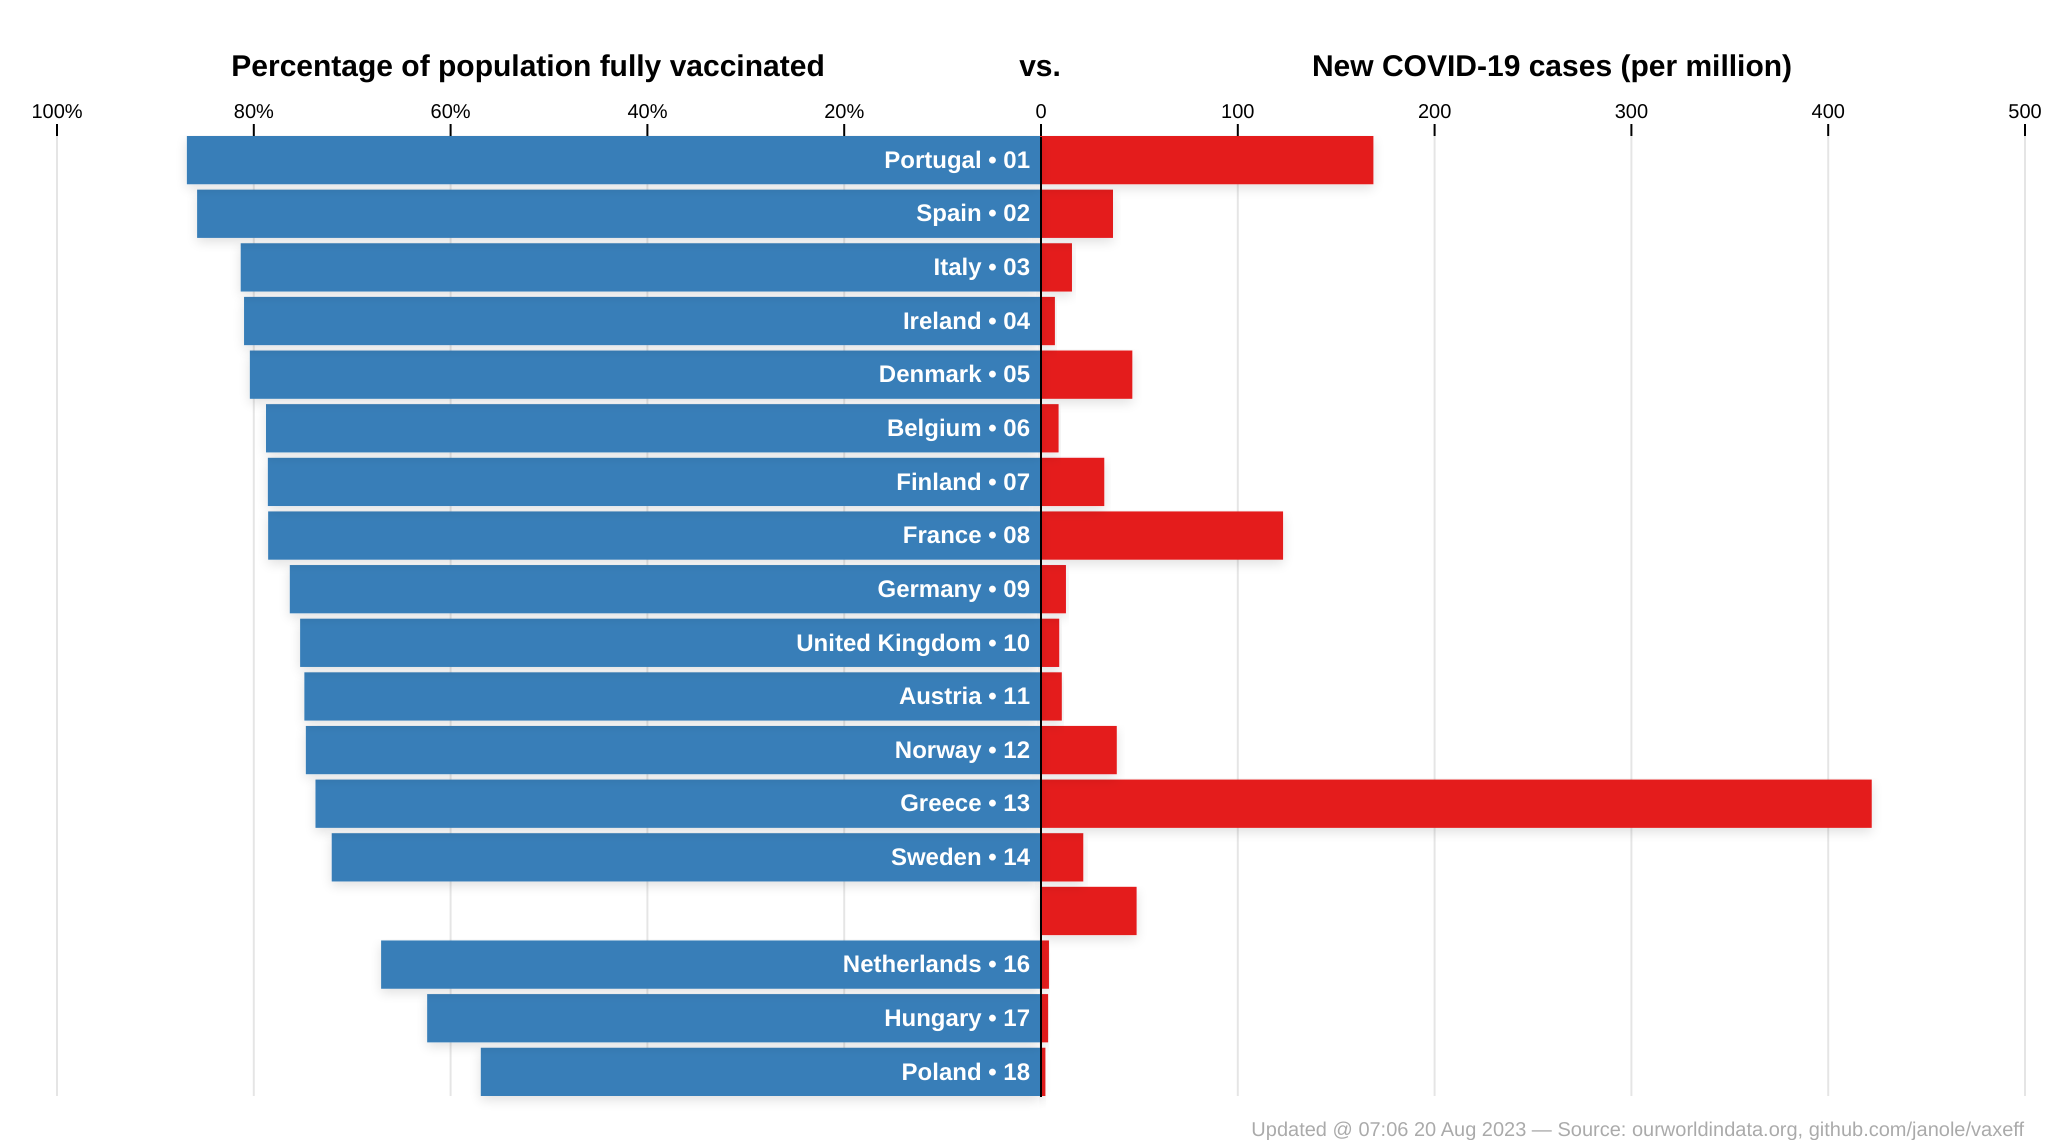 Percentage of population fully vaccinated vs. New COVID-19 cases (per million)
100% 80% 60% 40% 20% 0 100 200 300 400 500
Portugal • 01
Spain • 02
Italy • 03
Ireland • 04
Denmark • 05
Belgium • 06
Finland • 07
France • 08
Germany • 09
United Kingdom • 10
Austria • 11
Norway • 12
Greece • 13
Sweden • 14
Netherlands • 16
Hungary • 17
Poland • 18
Updated @ 07:06 20 Aug 2023 — Source: ourworldindata.org, github.com/janole/vaxeff